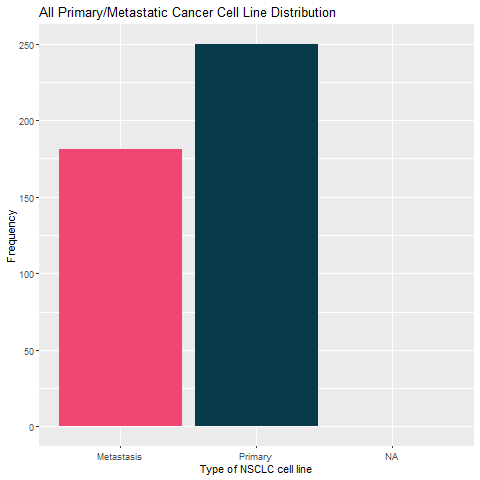 All Primary/Metastatic Cancer Cell Line Distribution
250
200
150
100
50
0
Frequency
Metastasis Primary NA
Type of NSCLC cell line